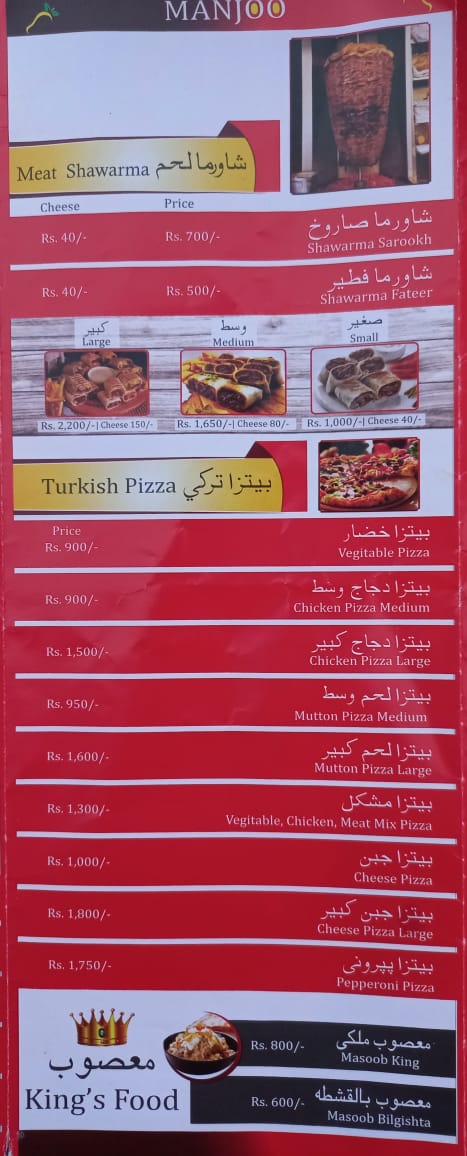 MANJOO
Meat Shawarma شاورما لحم
Cheese Price
شاورما صاروخ
Rs. 40/- Rs. 700/- Shawarma Sarookh
شاورما فطير
Rs. 40/- Rs. 500/- Shawarma Fateer
كبير وسط صغير
Large Medium Small
Rs. 2,200/-| Cheese 150/- Rs. 1,650/-| Cheese 80/- Rs. 1,000/-| Cheese 40/-
Turkish Pizza بيتزا تركي
Price بيتزا خضار
Rs. 900/- Vegitable Pizza
بيتزا دجاج وسط
Rs. 900/- Chicken Pizza Medium
بيتزا دجاج كبير
Rs. 1,500/- Chicken Pizza Large
بيتزا لحم وسط
Rs. 950/- Mutton Pizza Medium
بيتزا لحم كبير
Rs. 1,600/- Mutton Pizza Large
بيتزا مشكل
Rs. 1,300/- Vegitable, Chicken, Meat Mix Pizza
بيتزا جبن
Rs. 1,000/- Cheese Pizza
بيتزا جبن كبير
Rs. 1,800/- Cheese Pizza Large
بيتزا پپرونی
Rs. 1,750/- Pepperoni Pizza
معصوب
King's Food
معصوب ملكي
Rs. 800/- Masoob King
معصوب بالقشطه
Rs. 600/- Masoob Bilgishta